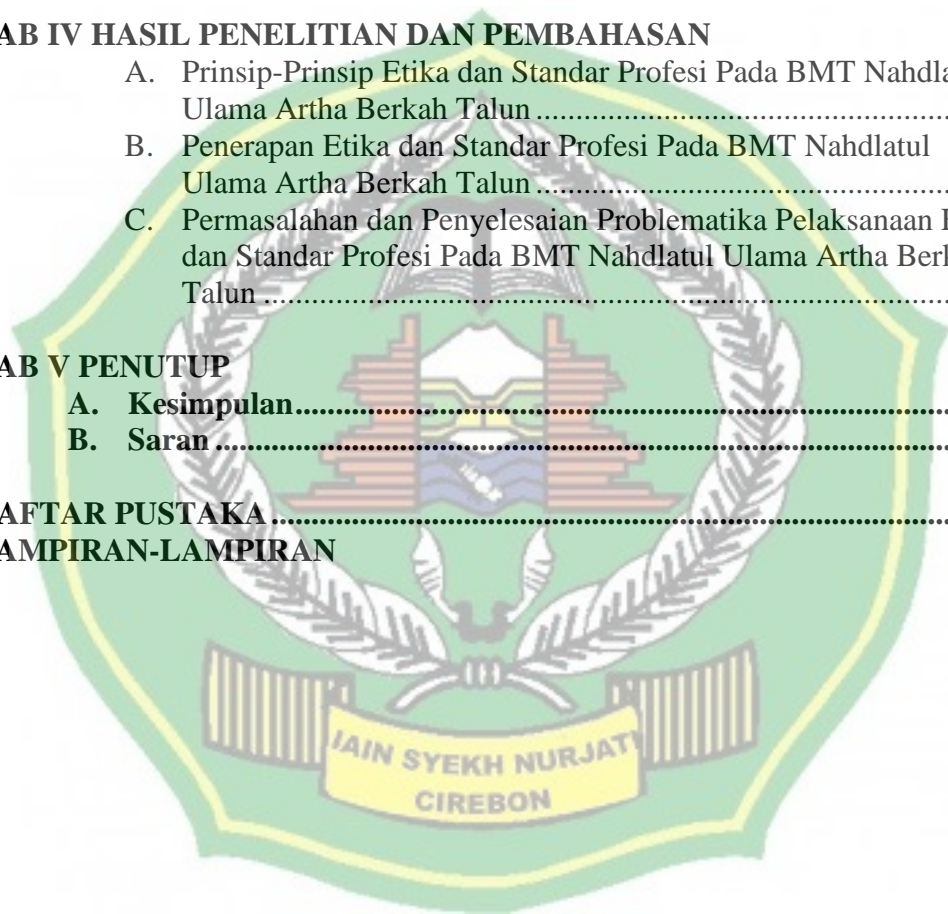 AB IV HASIL PENELITIAN DAN PEMBAHASAN
A. Prinsip-Prinsip Etika dan Standar Profesi Pada BMT Nahdla
Ulama Artha Berkah Talun ....................................................
B. Penerapan Etika dan Standar Profesi Pada BMT Nahdlatul
Ulama Artha Berkah Talun ....................................................
C. Permasalahan dan Penyelesaian Problematika Pelaksanaan
dan Standar Profesi Pada BMT Nahdlatul Ulama Artha Berk
Talun ....................................................................................
AB V PENUTUP
A. Kesimpulan..........................................................................
B. Saran ....................................................................................
AFTAR PUSTAKA ..................................................................
AMPIRAN-LAMPIRAN
IAIN SYEKH NURJATI
CIREBON